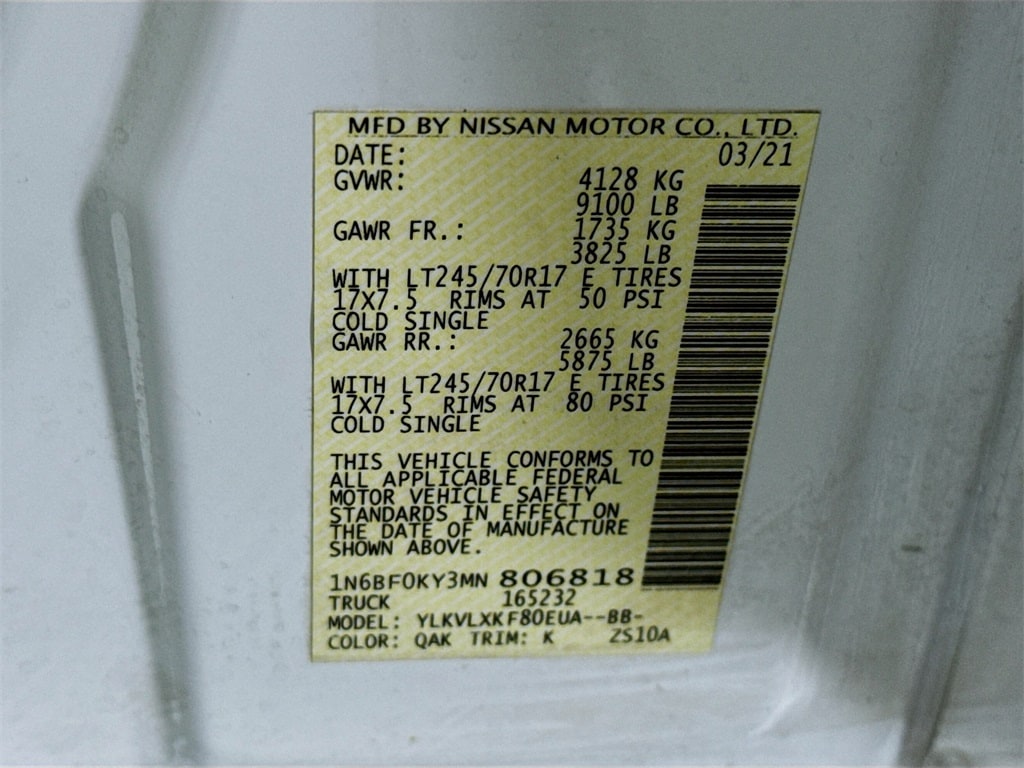 MFD BY NISSAN MOTOR CO., LTD.
DATE: 03/21
GVWR: 4128 KG
9100 LB
GAWR FR.: 1735 KG
3825 LB
WITH LT245/70R17 E TIRES
17X7.5 RIMS AT 50 PSI
COLD SINGLE
GAWR RR.: 2665 KG
5875 LB
WITH LT245/70R17 E TIRES
17X7.5 RIMS AT 80 PSI
COLD SINGLE
THIS VEHICLE CONFORMS TO
ALL APPLICABLE FEDERAL
MOTOR VEHICLE SAFETY
STANDARDS IN EFFECT ON
THE DATE OF MANUFACTURE
SHOWN ABOVE.
1N6BF0KY3MN 806818
TRUCK 165232
MODEL: YLKVLXKF80EUA--BB-
COLOR: QAK TRIM: K ZS10A